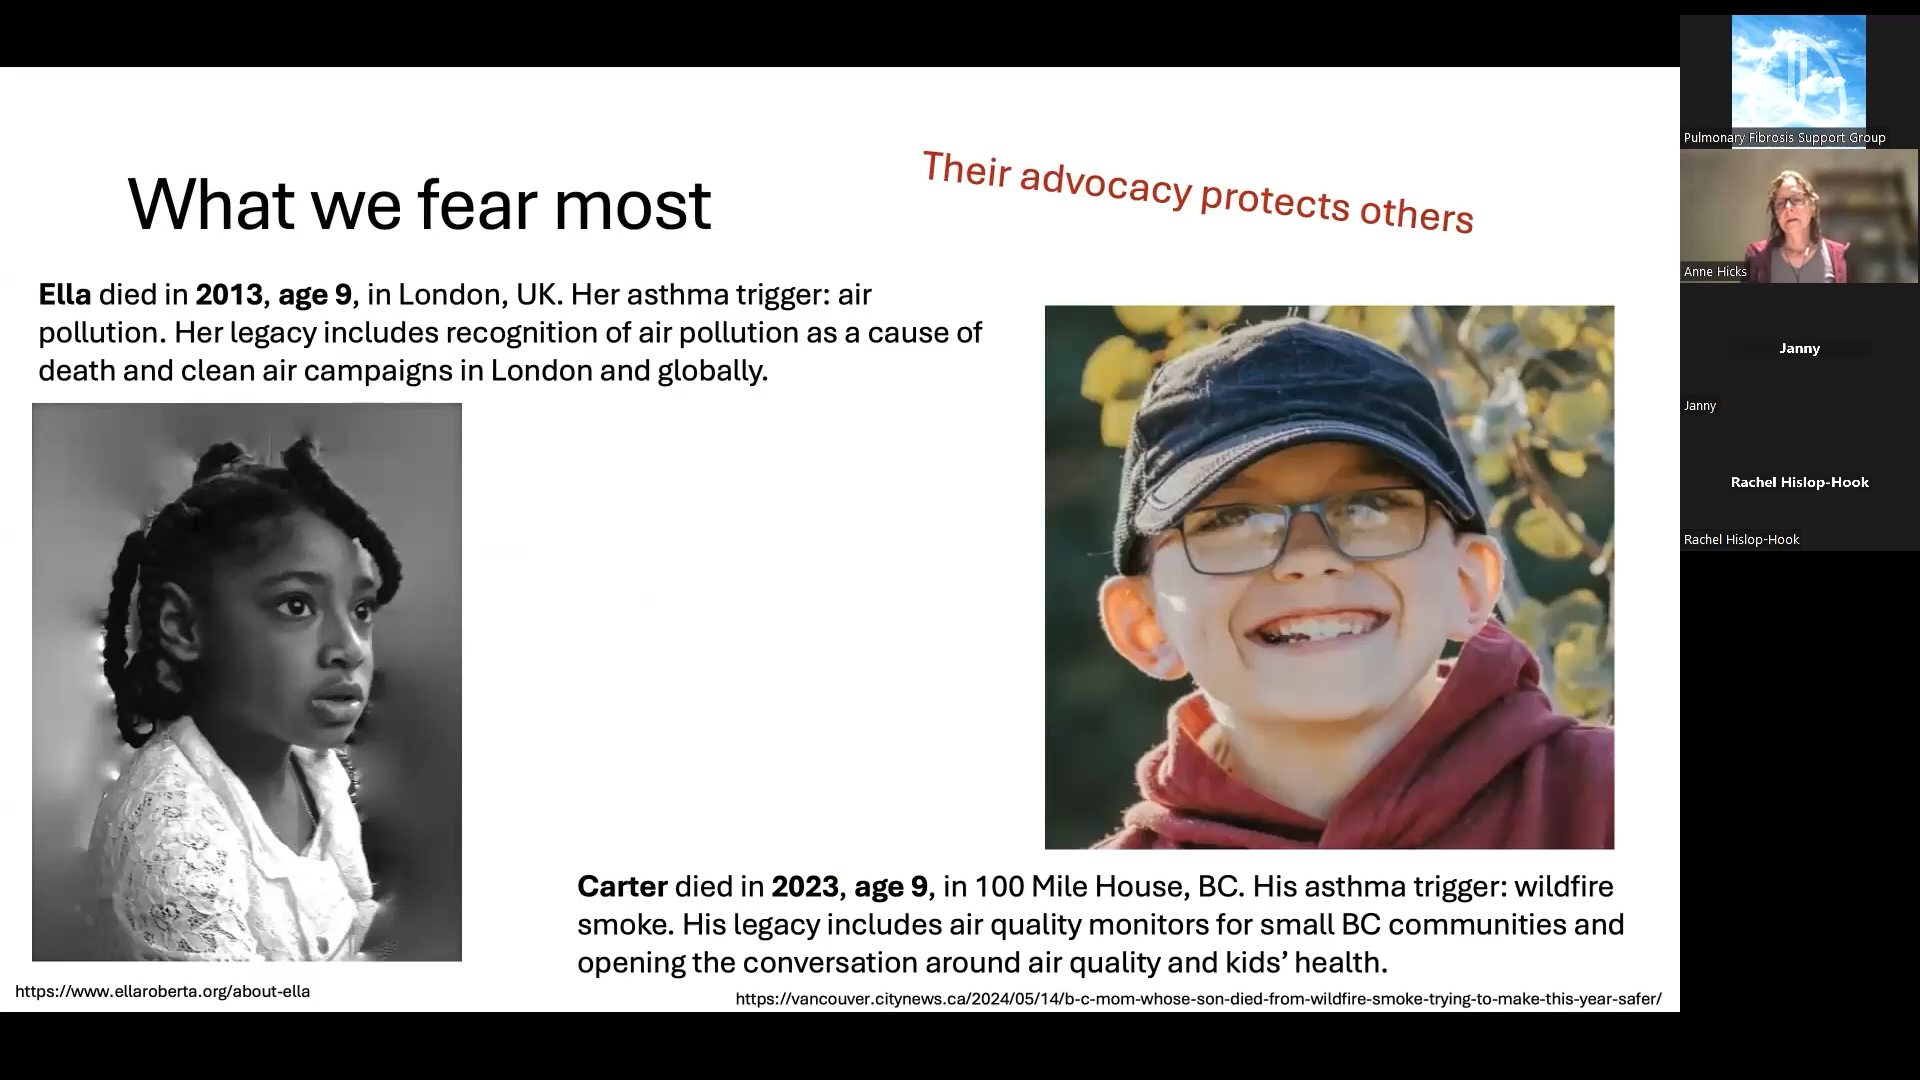 What we fear most
Their advocacy protects others
Ella died in 2013, age 9, in London, UK. Her asthma trigger: air
pollution. Her legacy includes recognition of air pollution as a cause of
death and clean air campaigns in London and globally.
Carter died in 2023, age 9, in 100 Mile House, BC. His asthma trigger: wildfire
smoke. His legacy includes air quality monitors for small BC communities and
opening the conversation around air quality and kids’ health.
https://www.ellaroberta.org/about-ella
https://vancouver.citynews.ca/2024/05/14/b-c-mom-whose-son-died-from-wildfire-smoke-trying-to-make-this-year-safer/
Pulmonary Fibrosis Support Group
Anne Hicks
Janny
Janny
Rachel Hislop-Hook
Rachel Hislop-Hook